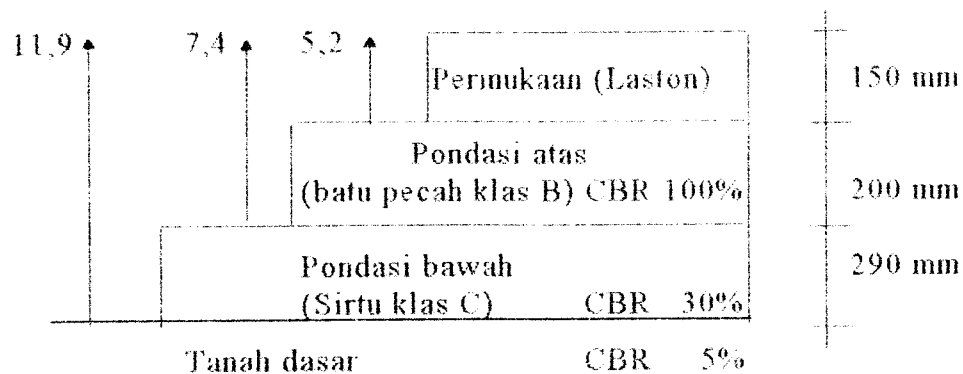 11,9 7,4 5,2
Permukaan (Laston) 150 mm
Pondasi atas
(batu pecah klas B) CBR 100% 200 mm
Pondasi bawah 290 mm
(Sirtu klas C) CBR 30%
Tanah dasar CBR 5%